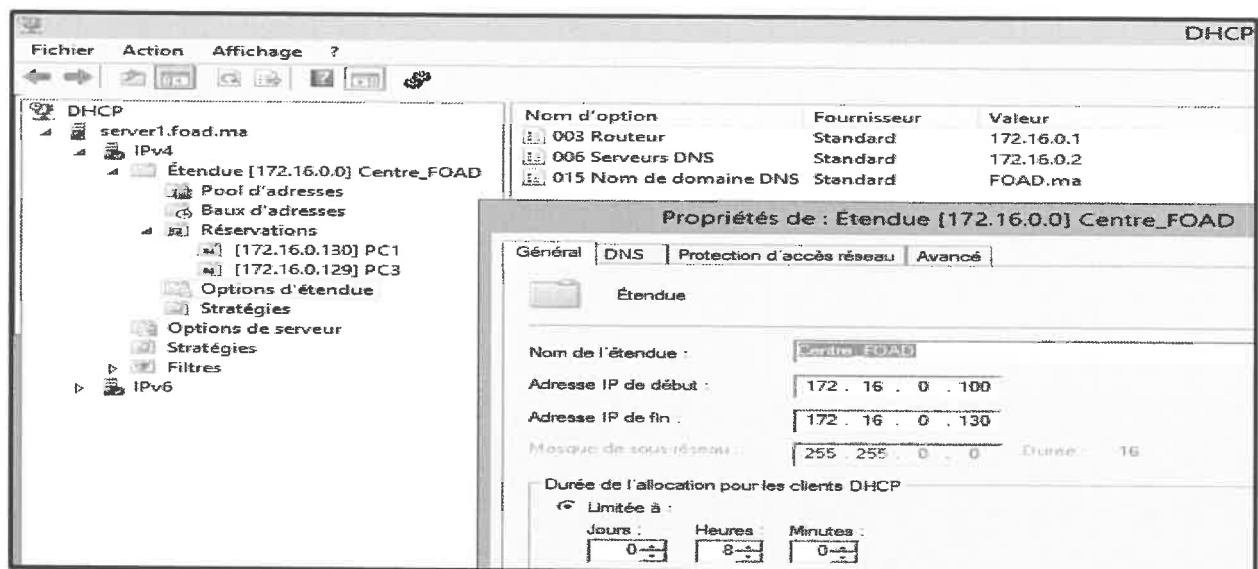 DHCP
Fichier Action Affichage ?
DHCP
server1.foad.ma
IPv4
Étendue [172.16.0.0] Centre_FOAD
Pool d'adresses
Baux d'adresses
Réservations
[172.16.0.130] PC1
[172.16.0.129] PC3
Options d'étendue
Stratégies
Options de serveur
Stratégies
Filtres
IPv6
Nom d'option Fournisseur Valeur
003 Routeur Standard 172.16.0.1
006 Serveurs DNS Standard 172.16.0.2
015 Nom de domaine DNS Standard FOAD.ma
Propriétés de : Étendue [172.16.0.0] Centre_FOAD
Général DNS Protection d'accès réseau Avancé
Étendue
Nom de l'étendue : Centre_FOAD
Adresse IP de début : 172 . 16 . 0 . 100
Adresse IP de fin : 172 . 16 . 0 . 130
Masque de sous-réseau : 255 . 255 . 0 . 0 Durée : 16
Durée de l'allocation pour les clients DHCP
Limitée à :
Jours : Heures : Minutes :
0 8 0